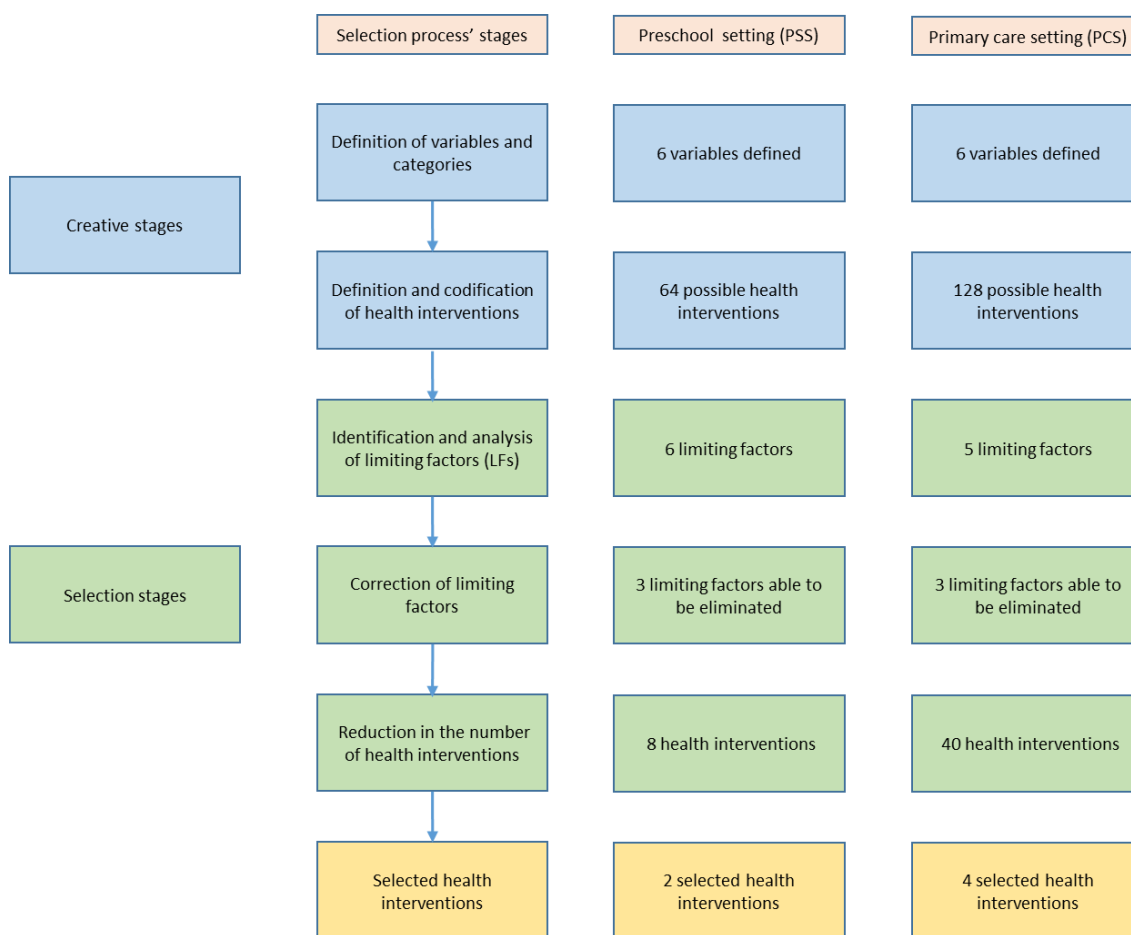 Selection process’ stages
Preschool setting (PSS)
Primary care setting (PCS)
Definition of variables and
categories
6 variables defined
6 variables defined
Creative stages
Definition and codification
of health interventions
64 possible health
interventions
128 possible health
interventions
Identification and analysis
of limiting factors (LFs)
6 limiting factors
5 limiting factors
Selection stages
Correction of limiting
factors
3 limiting factors able to
be eliminated
3 limiting factors able to
be eliminated
Reduction in the number
of health interventions
8 health interventions
40 health interventions
Selected health
interventions
2 selected health
interventions
4 selected health
interventions